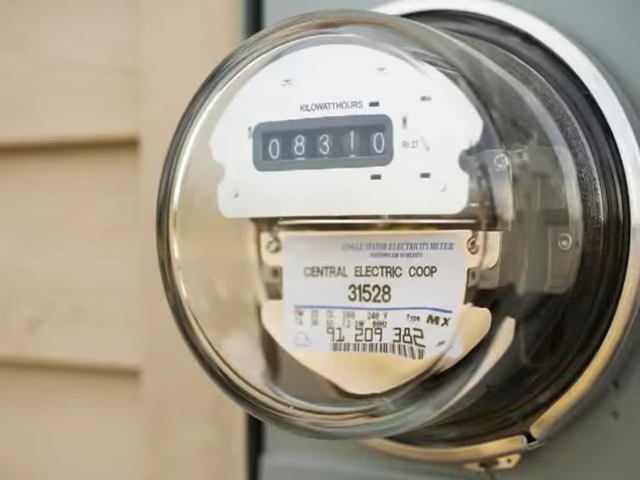 KILOWATTHOURS
08310
SINGLE STATOR ELECTRICITY METER
CENTRAL ELECTRIC COOP
31528
240 V
Type MX
91 209 382